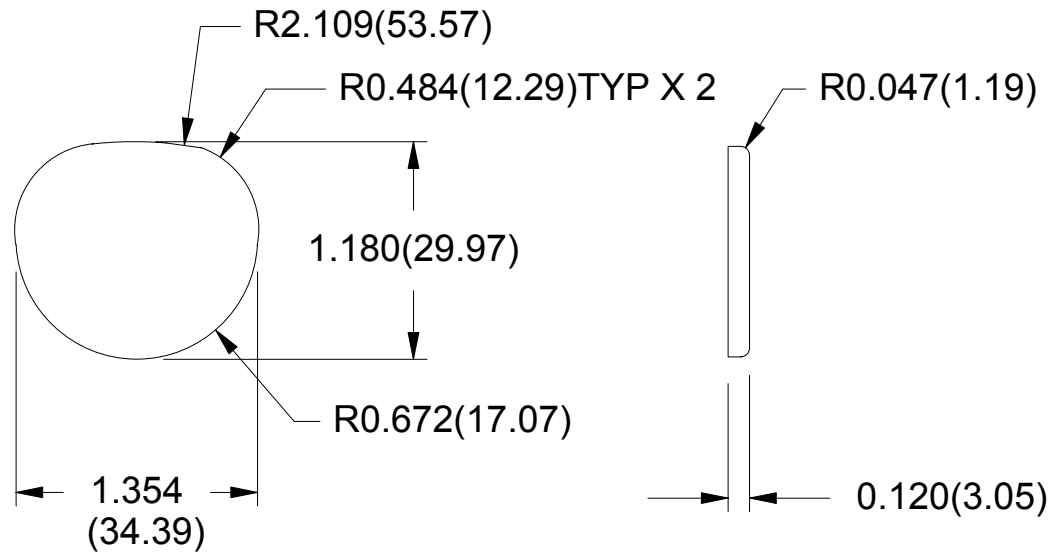 R2.109(53.57)
R0.484(12.29)TYP X 2
R0.047(1.19)
1.180(29.97)
R0.672(17.07)
1.354
(34.39)
0.120(3.05)